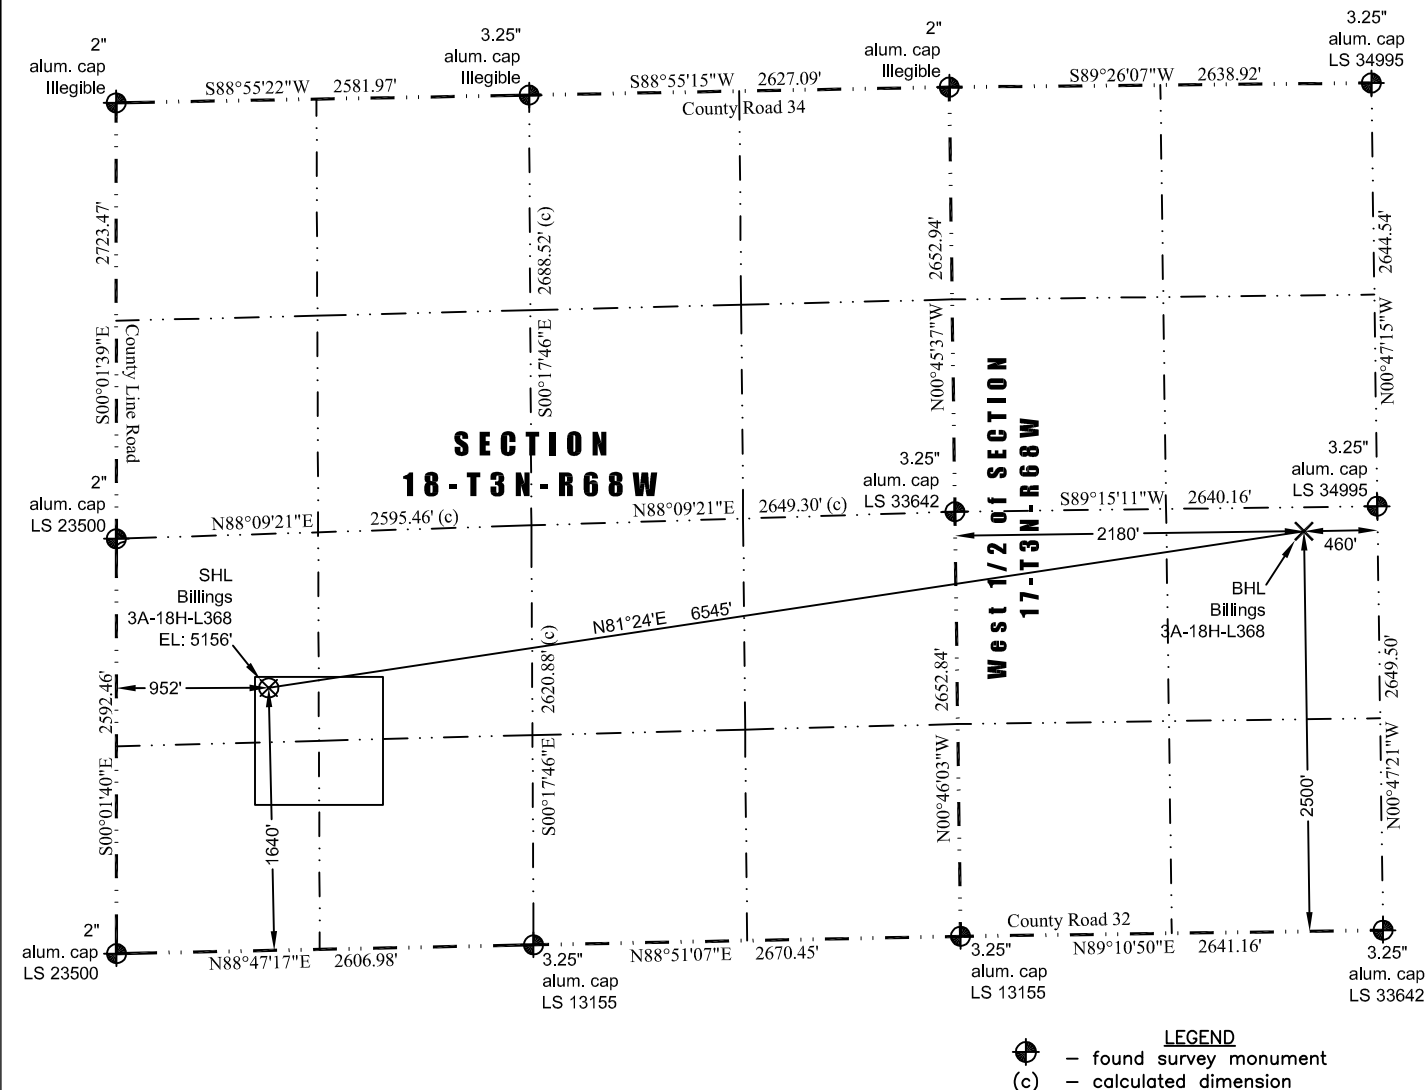 2"
alum. cap
Illegible
3.25"
alum. cap
Illegible
2"
alum. cap
Illegible
3.25"
alum. cap
LS 34995
S88°55'22"W 2581.97'
S88°55'15"W 2627.09'
S89°26'07"W 2638.92'
County Road 34
2723.47'
S00°01'39"E
County Line Road
2688.52' (c)
S00°17'46"E
2652.94'
N00°45'37"W
2644.54'
N00°47'15"W
SECTION
18-T3N-R68W
West 1/2 of SECTION
17-T3N-R68W
2"
alum. cap
LS 23500
3.25"
alum. cap
LS 33642
3.25"
alum. cap
LS 34995
N88°09'21"E 2595.46' (c)
N88°09'21"E 2649.30' (c)
S89°15'11"W 2640.16'
2180'
460'
SHL
Billings
3A-18H-L368
EL: 5156'
N81°24'E 6545'
BHL
Billings
3A-18H-L368
952'
2592.46'
S00°01'40"E
1640'
2620.88' (c)
S00°17'46"E
2652.84'
N00°46'03"W
2500'
2649.50'
N00°47'21"W
County Road 32
2"
alum. cap
LS 23500
N88°47'17"E 2606.98'
3.25"
alum. cap
LS 13155
N88°51'07"E 2670.45'
3.25"
alum. cap
LS 13155
N89°10'50"E 2641.16'
3.25"
alum. cap
LS 33642
LEGEND
– found survey monument
(c) – calculated dimension